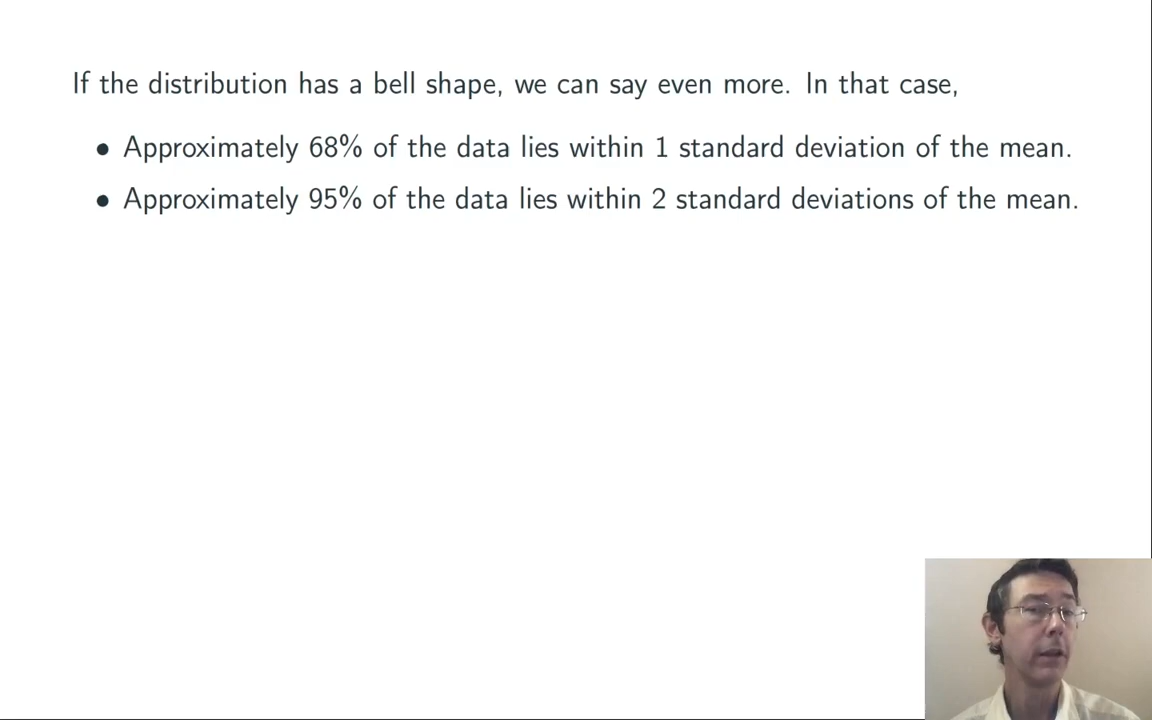 If the distribution has a bell shape, we can say even more. In that case,
• Approximately 68% of the data lies within 1 standard deviation of the mean.
• Approximately 95% of the data lies within 2 standard deviations of the mean.